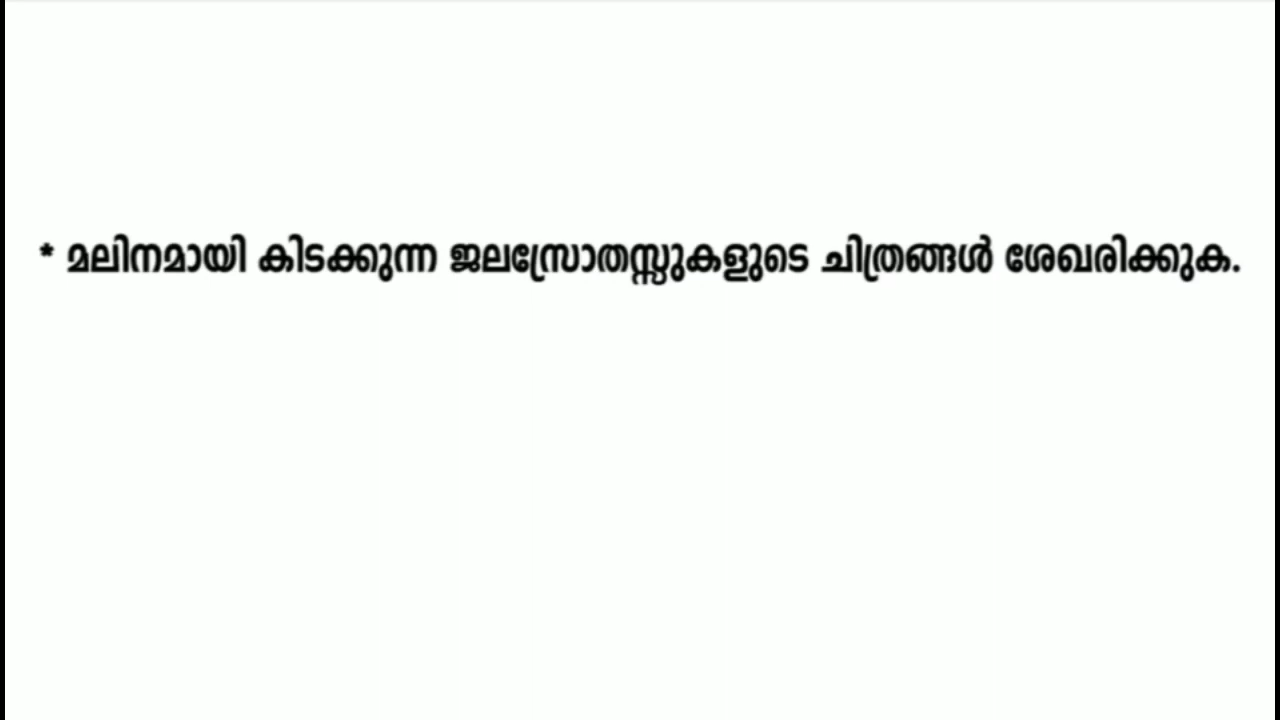 * മലിനമായി കിടക്കുന്ന ജലസ്രോതസ്സുകളുടെ ചിത്രങ്ങൾ ശേഖരിക്കുക.